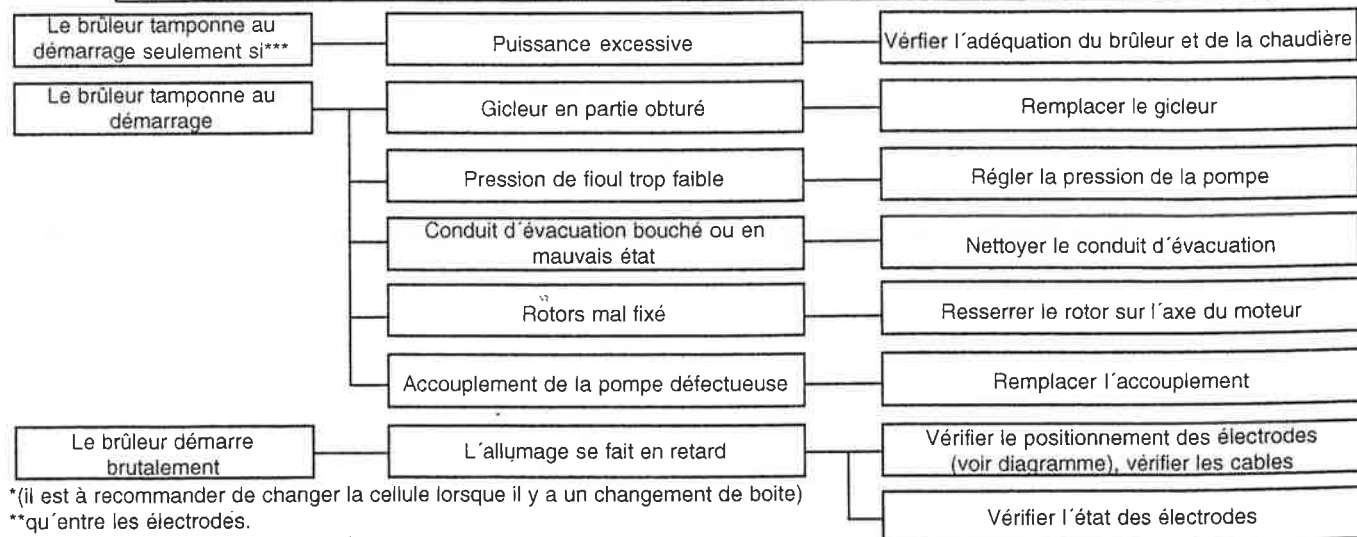 Le brûleur tamponne au
démarrage seulement si***
Puissance excessive
Vérfier l´adéquation du brûleur et de la chaudière
Le brûleur tamponne au
démarrage
Gicleur en partie obturé
Remplacer le gicleur
Pression de fioul trop faible
Régler la pression de la pompe
Conduit d´évacuation bouché ou en
mauvais état
Nettoyer le conduit d´évacuation
Rotors mal fixé
Resserrer le rotor sur l´axe du moteur
Accouplement de la pompe défectueuse
Remplacer l´accouplement
Le brûleur démarre
brutalement
L´allumage se fait en retard
Vérifier le positionnement des électrodes
(voir diagramme), vérifier les cables
Vérifier l´état des électrodes
*(il est à recommander de changer la cellule lorsque il y a un changement de boite)
**qu´entre les électrodes.